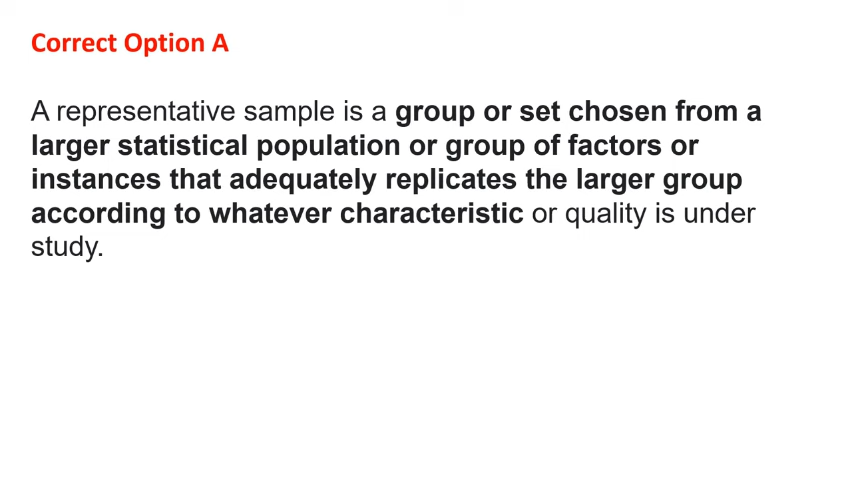 Correct Option A
A representative sample is a group or set chosen from a
larger statistical population or group of factors or
instances that adequately replicates the larger group
according to whatever characteristic or quality is under
study.